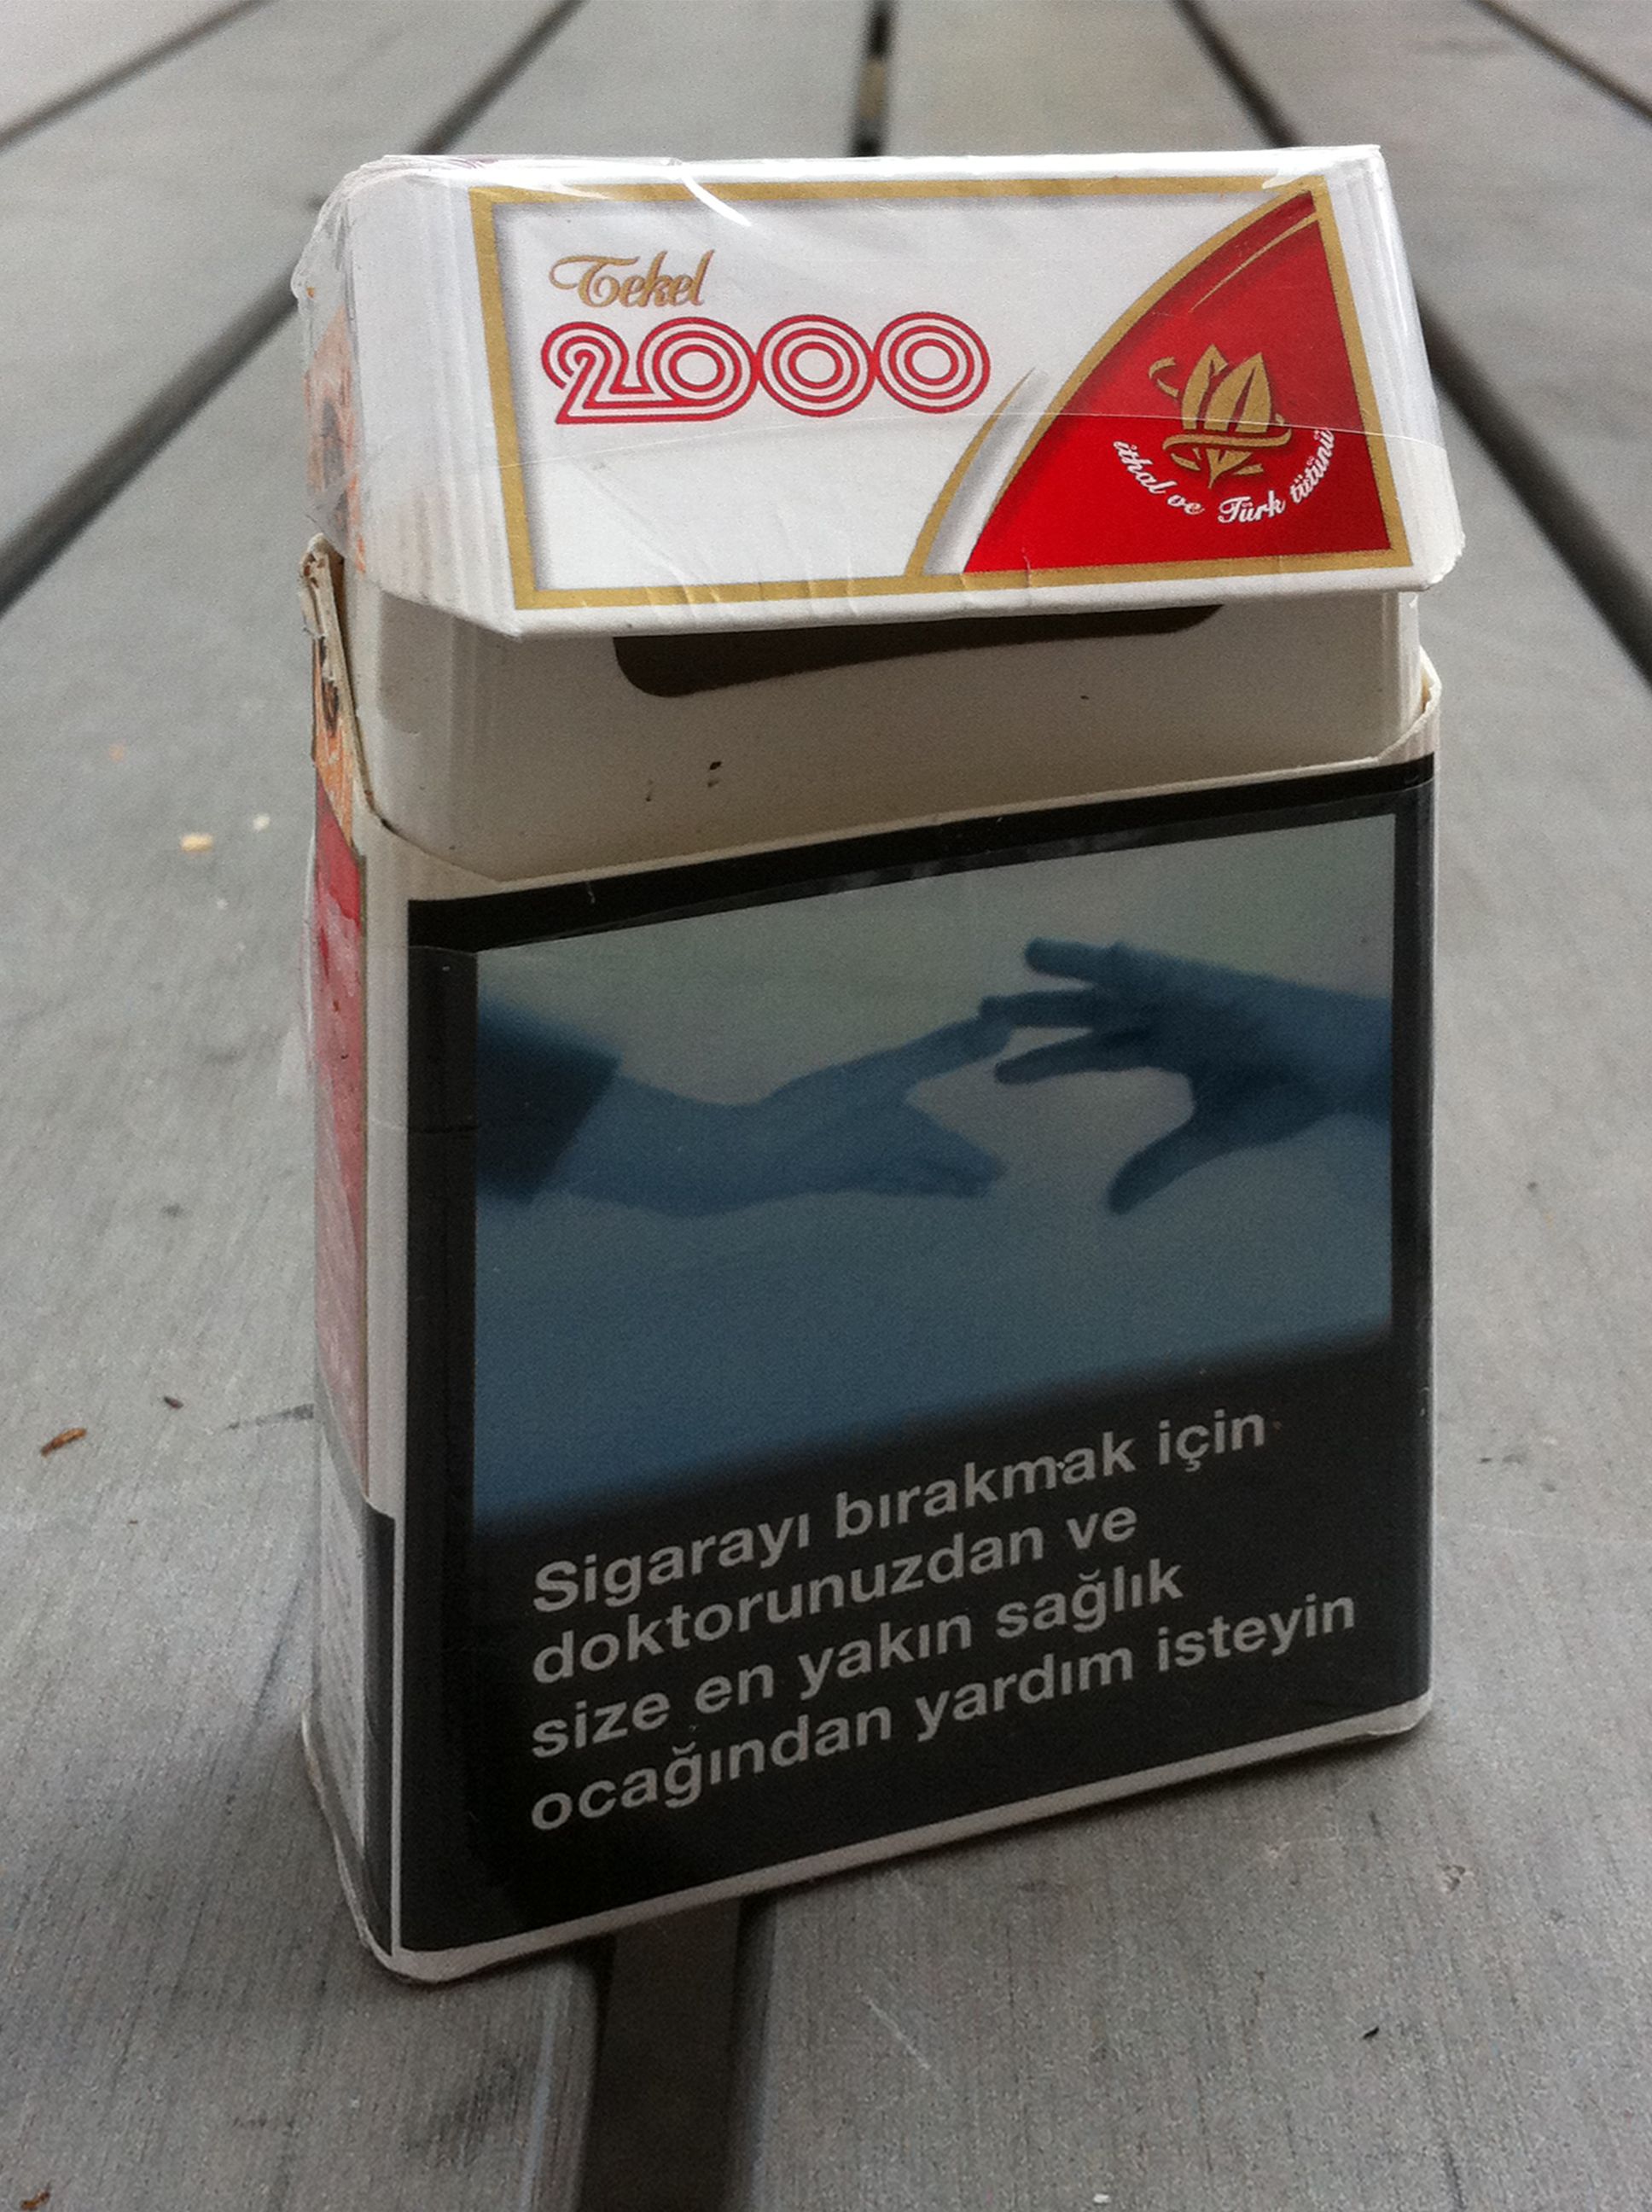 Tekel
2000
ithal ve Türk tütünü
Sigarayı bırakmak için
doktorunuzdan ve
size en yakın sağlık
ocağından yardım isteyin